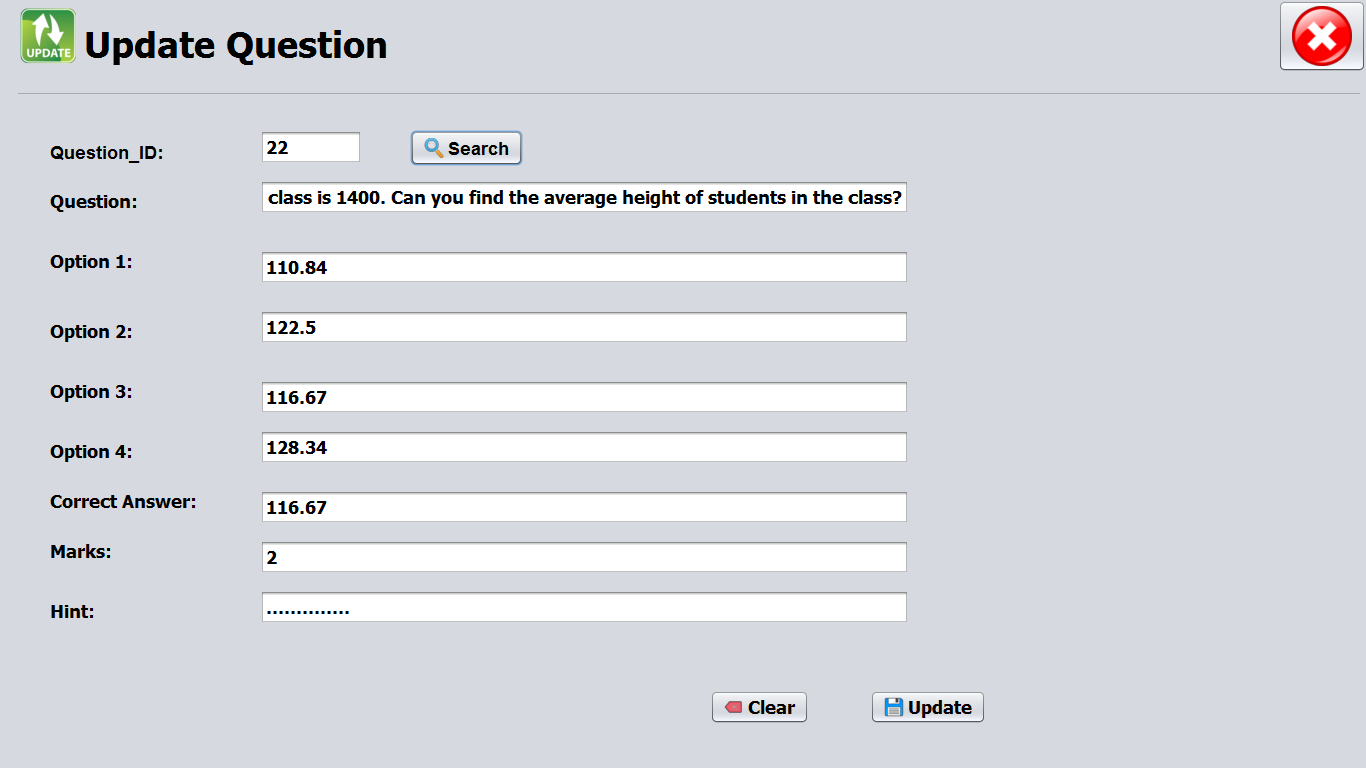 UPDATE
Update Question
Question_ID:
22
Search
Question:
class is 1400. Can you find the average height of students in the class?
Option 1:
110.84
Option 2:
122.5
Option 3:
116.67
Option 4:
128.34
Correct Answer:
116.67
Marks:
2
Hint:
..............
Clear
Update